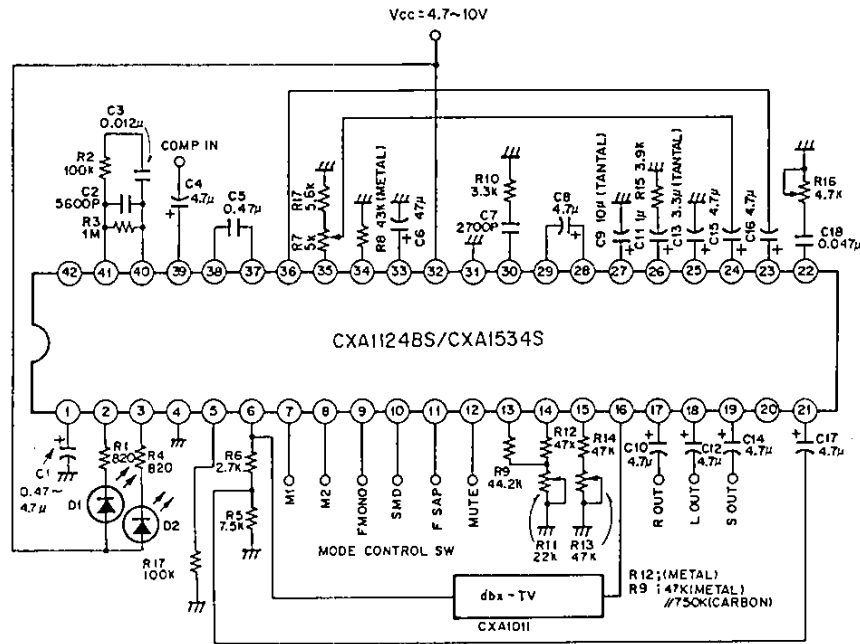 Vcc = 4.7~10V
C3
0.012μ
R2
100K
COMP IN
C2
5600P
R3
1M
C4
4.7μ
C5
0.47μ
R17
5.6K
R7
5K
R8 43K(METAL)
C6 47μ
R10
3.3K
C7
2700P
C8
4.7μ
C9 10μ(TANTAL)
C11 1μ
R15 3.9K
C13 3.3μ(TANTAL)
C15 4.7μ
C16 4.7μ
R16
4.7K
C18
0.047μ
42 41 40 39 38 37 36 35 34 33 32 31 30 29 28 27 26 25 24 23 22
CXA1124BS/CXA1534S
1 2 3 4 5 6 7 8 9 10 11 12 13 14 15 16 17 18 19 20 21
C1
0.47~
4.7μ
R1
820
R4
820
D1
D2
R17
100K
R6
2.7K
R5
7.5K
M1
M2
FMONO
SMD
F SAP
MUTE
MODE CONTROL SW
R9
44.2K
R12
47K
R14
47K
R11
22K
R13
47K
C10
4.7μ
C12
4.7μ
C14
4.7μ
C17
4.7μ
R OUT
L OUT
S OUT
R12 ; (METAL)
R9 ; 47K(METAL)
//750K(CARBON)
dbx-TV
CXA1011